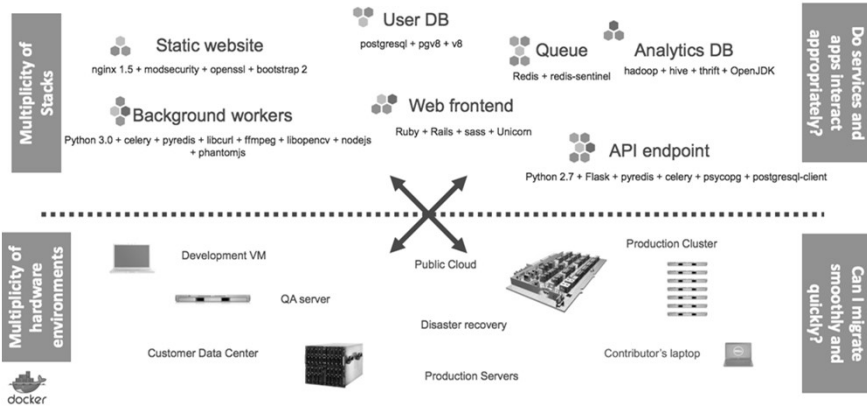 Multiplicity of
Stacks
Static website
nginx 1.5 + modsecurity + openssl + bootstrap 2
User DB
postgresql + pgv8 + v8
Queue
Redis + redis-sentinel
Analytics DB
hadoop + hive + thrift + OpenJDK
Do services and
apps interact
appropriately?
Background workers
Python 3.0 + celery + pyredis + libcurl + ffmpeg + libopencv + nodejs
+ phantomjs
Web frontend
Ruby + Rails + sass + Unicorn
API endpoint
Python 2.7 + Flask + pyredis + celery + psycopg + postgresql-client
Multiplicity of
hardware
environments
Development VM
QA server
Customer Data Center
Public Cloud
Disaster recovery
Production Servers
Production Cluster
Contributor's laptop
Can I migrate
smoothly and
quickly?
docker